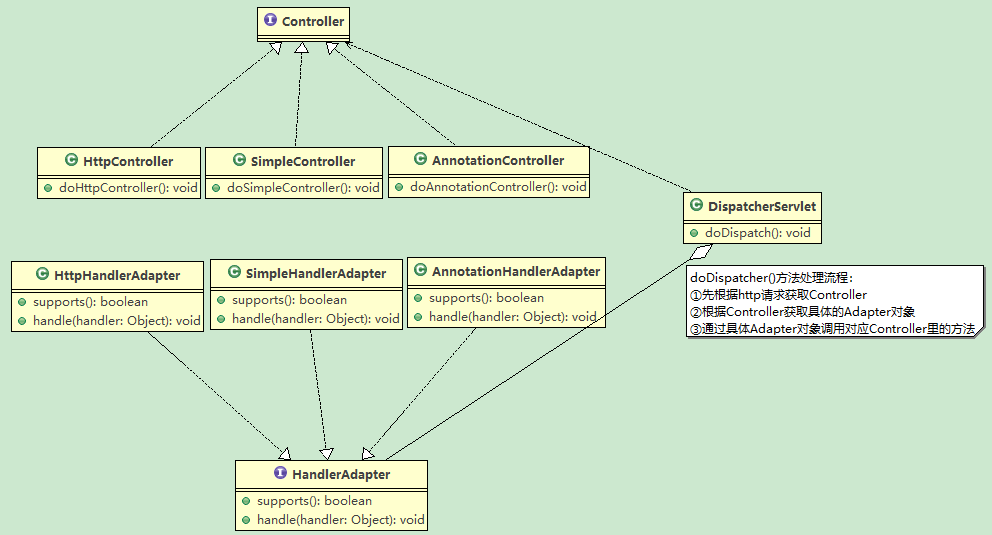 Controller
HttpController
doHttpController(): void
SimpleController
doSimpleController(): void
AnnotationController
doAnnotationController(): void
DispatcherServlet
doDispatch(): void
HttpHandlerAdapter
supports(): boolean
handle(handler: Object): void
SimpleHandlerAdapter
supports(): boolean
handle(handler: Object): void
AnnotationHandlerAdapter
supports(): boolean
handle(handler: Object): void
doDispatcher()方法处理流程:
①先根据http请求获取Controller
②根据Controller获取具体的Adapter对象
③通过具体Adapter对象调用对应Controller里的方法
HandlerAdapter
supports(): boolean
handle(handler: Object): void